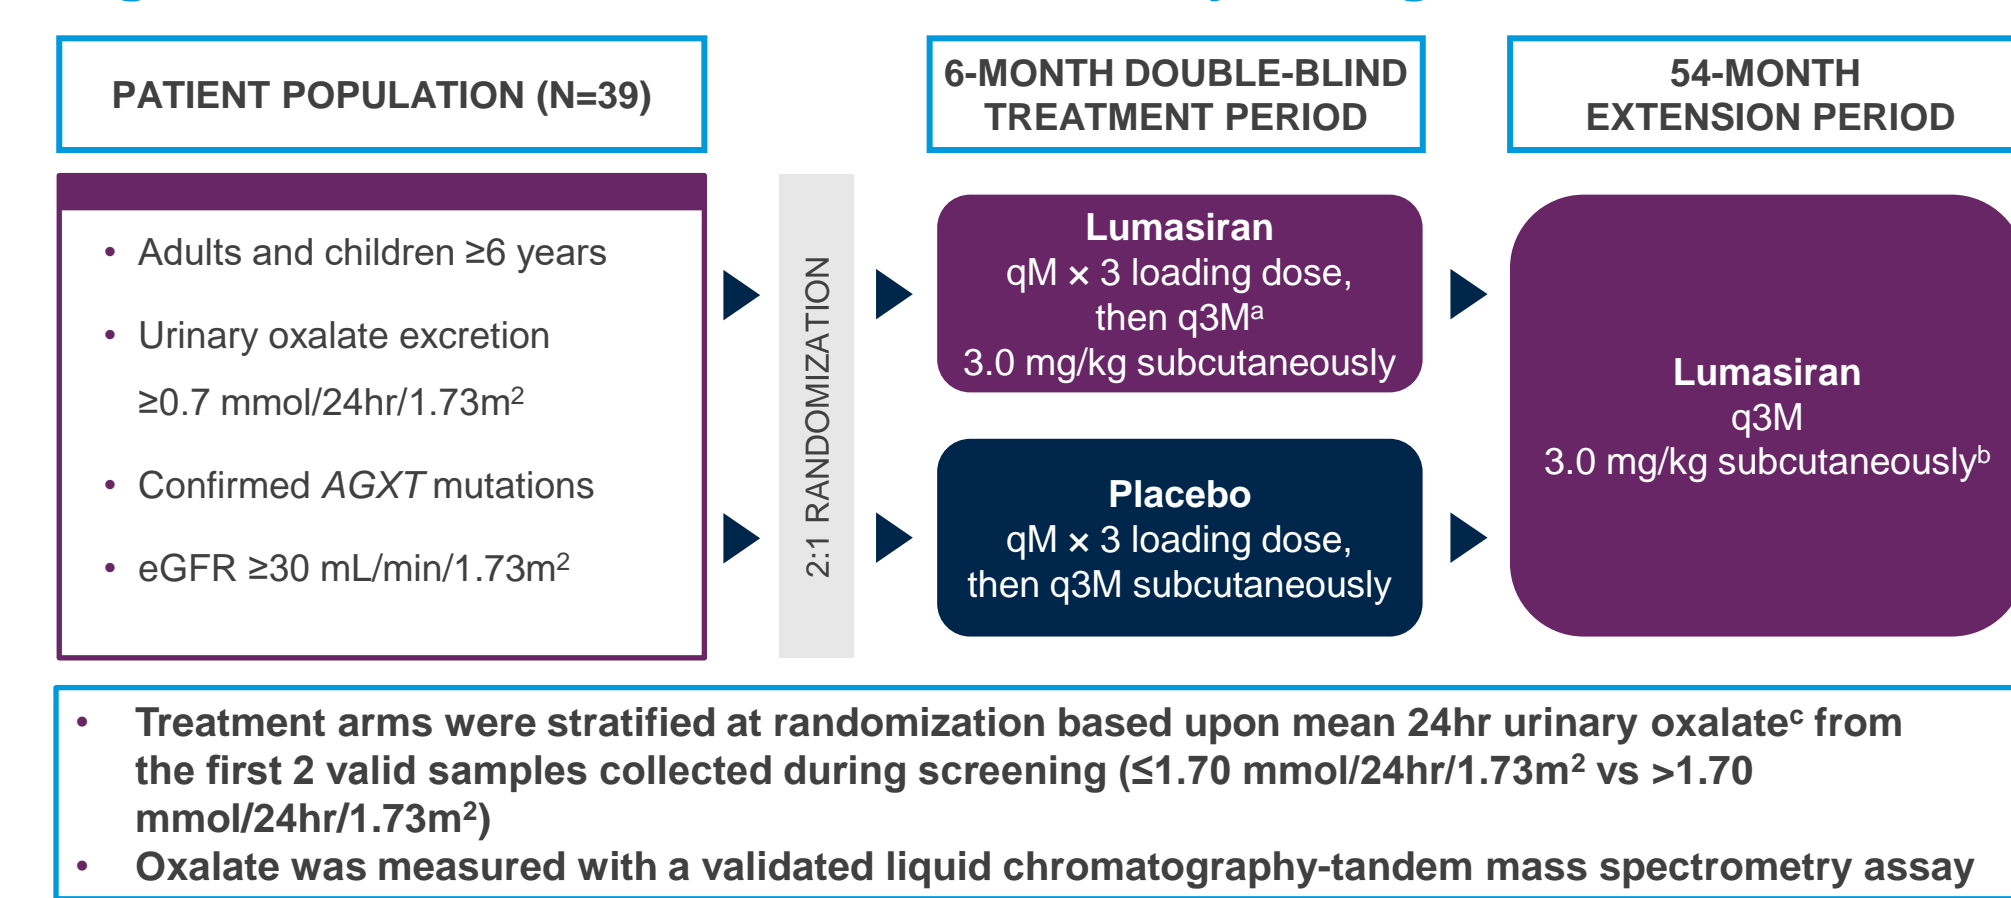 PATIENT POPULATION (N=39)
6-MONTH DOUBLE-BLIND
TREATMENT PERIOD
54-MONTH
EXTENSION PERIOD
• Adults and children ≥6 years
• Urinary oxalate excretion
≥0.7 mmol/24hr/1.73m²
• Confirmed AGXT mutations
• eGFR ≥30 mL/min/1.73m²
2:1 RANDOMIZATION
Lumasiran
qM × 3 loading dose,
then q3Mᵃ
3.0 mg/kg subcutaneously
Placebo
qM × 3 loading dose,
then q3M subcutaneously
Lumasiran
q3M
3.0 mg/kg subcutaneouslyᵇ
• Treatment arms were stratified at randomization based upon mean 24hr urinary oxalateᶜ from
the first 2 valid samples collected during screening (≤1.70 mmol/24hr/1.73m² vs >1.70
mmol/24hr/1.73m²)
• Oxalate was measured with a validated liquid chromatography-tandem mass spectrometry assay